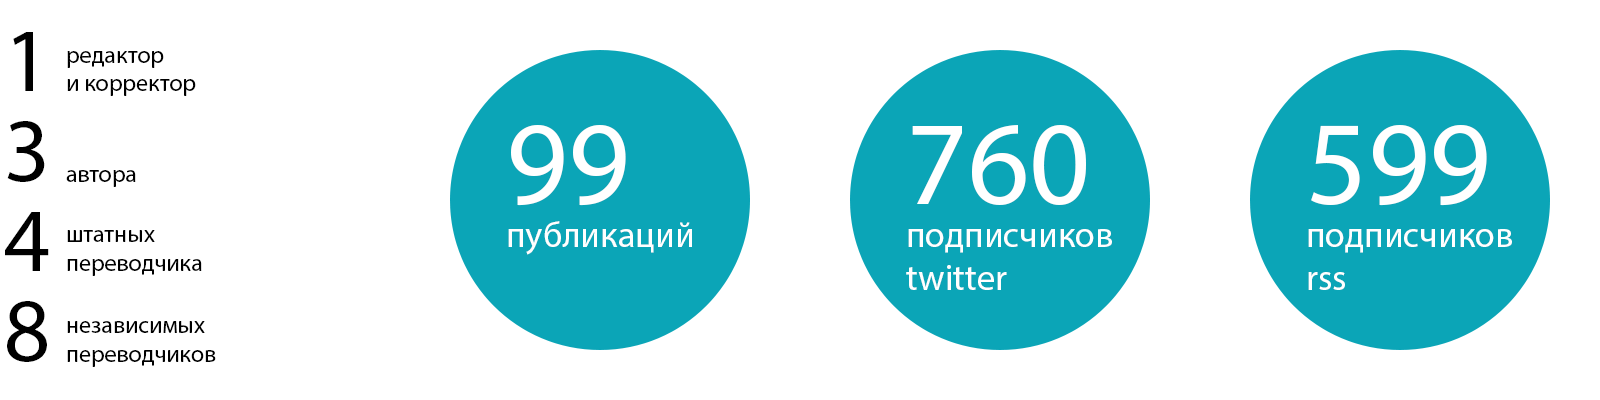 1 редактор
и корректор
3 автора
4 штатных
переводчика
8 независимых
переводчиков
99
публикаций
760
подписчиков
twitter
599
подписчиков
rss